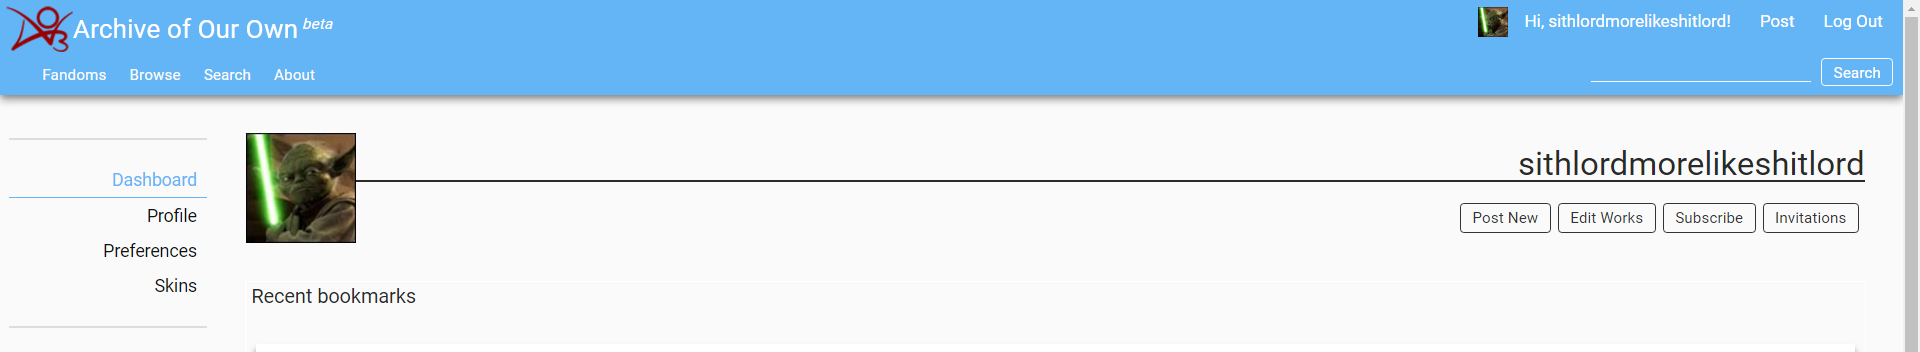 Archive of Our Own beta
Hi, sithlordmorelikeshitlord! Post Log Out
Fandoms Browse Search About
Search
Dashboard
Profile
Preferences
Skins
sithlordmorelikeshitlord
Post New Edit Works Subscribe Invitations
Recent bookmarks